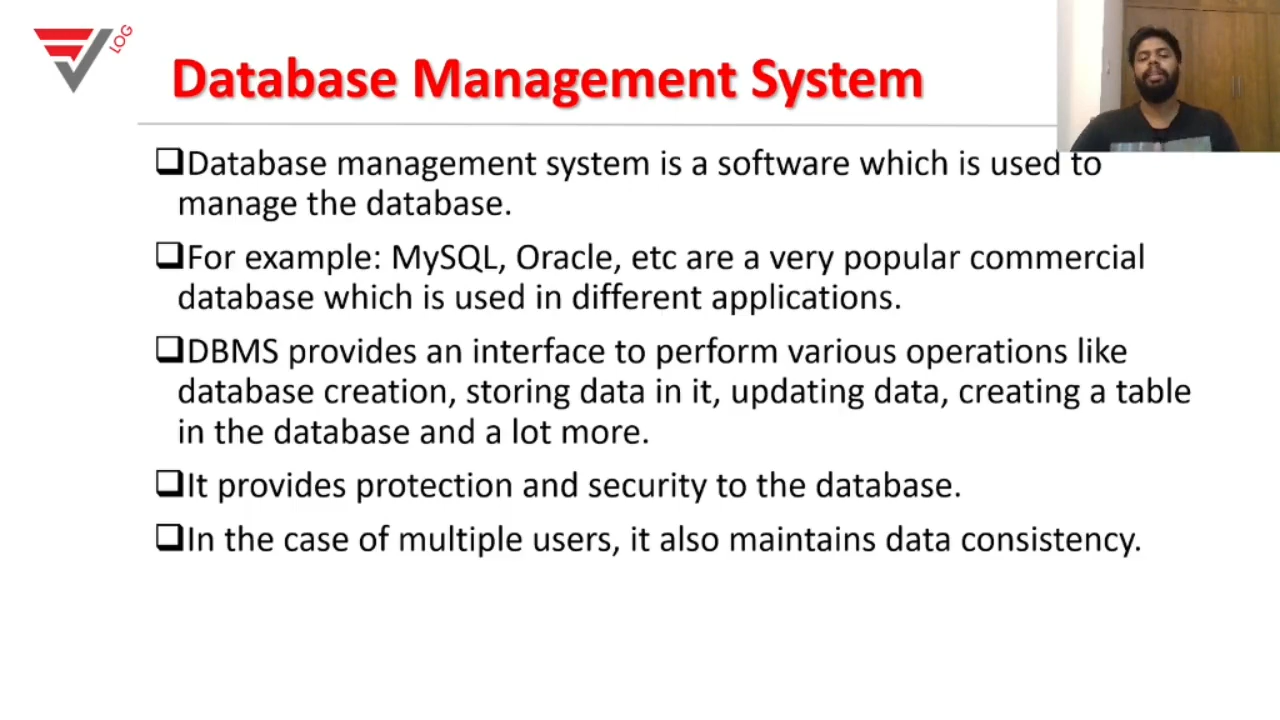 LOG
Database Management System
❑Database management system is a software which is used to
manage the database.
❑For example: MySQL, Oracle, etc are a very popular commercial
database which is used in different applications.
❑DBMS provides an interface to perform various operations like
database creation, storing data in it, updating data, creating a table
in the database and a lot more.
❑It provides protection and security to the database.
❑In the case of multiple users, it also maintains data consistency.